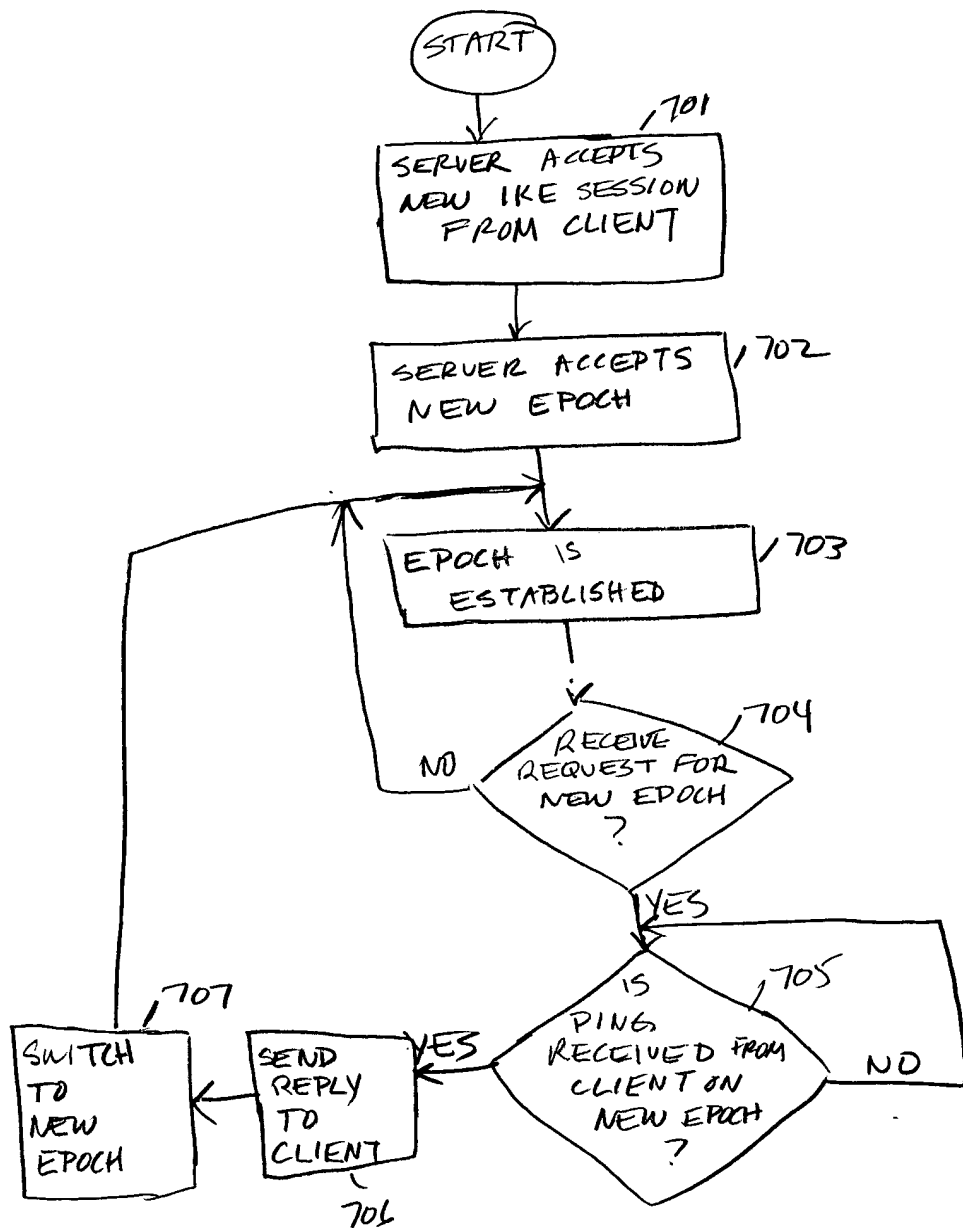 START
701
SERVER ACCEPTS
NEW IKE SESSION
FROM CLIENT
702
SERVER ACCEPTS
NEW EPOCH
703
EPOCH IS
ESTABLISHED
704
RECEIVE
REQUEST FOR
NEW EPOCH
?
NO
YES
705
IS
PING
RECEIVED FROM
CLIENT ON
NEW EPOCH
?
NO
YES
SEND
REPLY
TO
CLIENT
706
707
SWITCH
TO
NEW
EPOCH